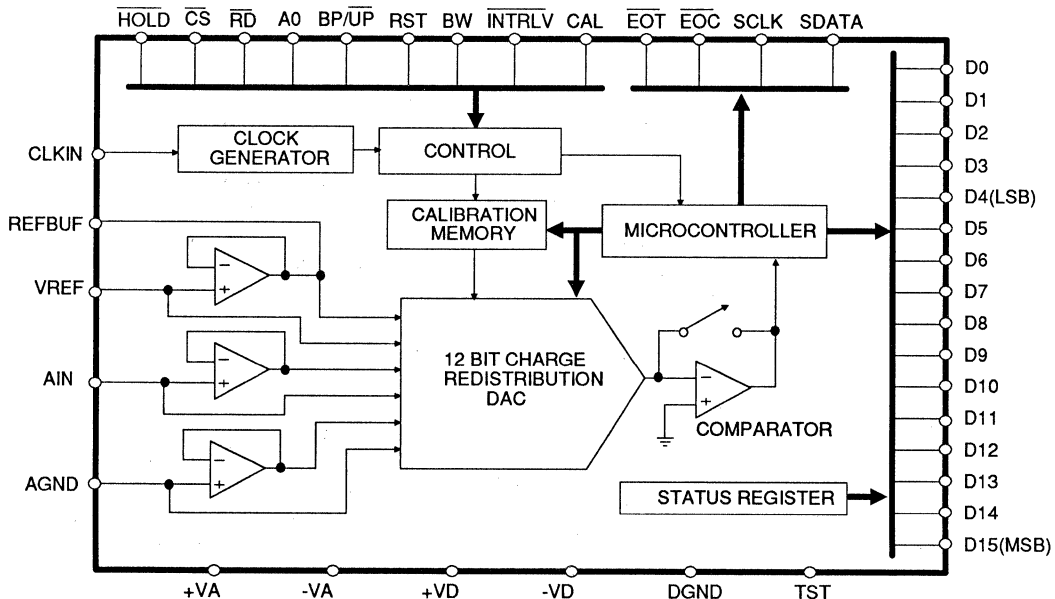 HOLD CS RD A0 BP/UP RST BW INTRLV CAL EOT EOC SCLK SDATA
D0
D1
D2
D3
D4(LSB)
D5
D6
D7
D8
D9
D10
D11
D12
D13
D14
D15(MSB)
CLKIN
REFBUF
VREF
AIN
AGND
CLOCK
GENERATOR
CONTROL
CALIBRATION
MEMORY
MICROCONTROLLER
−
+
−
+
−
+
12 BIT CHARGE
REDISTRIBUTION
DAC
−
+
COMPARATOR
STATUS REGISTER
+VA -VA +VD -VD DGND TST